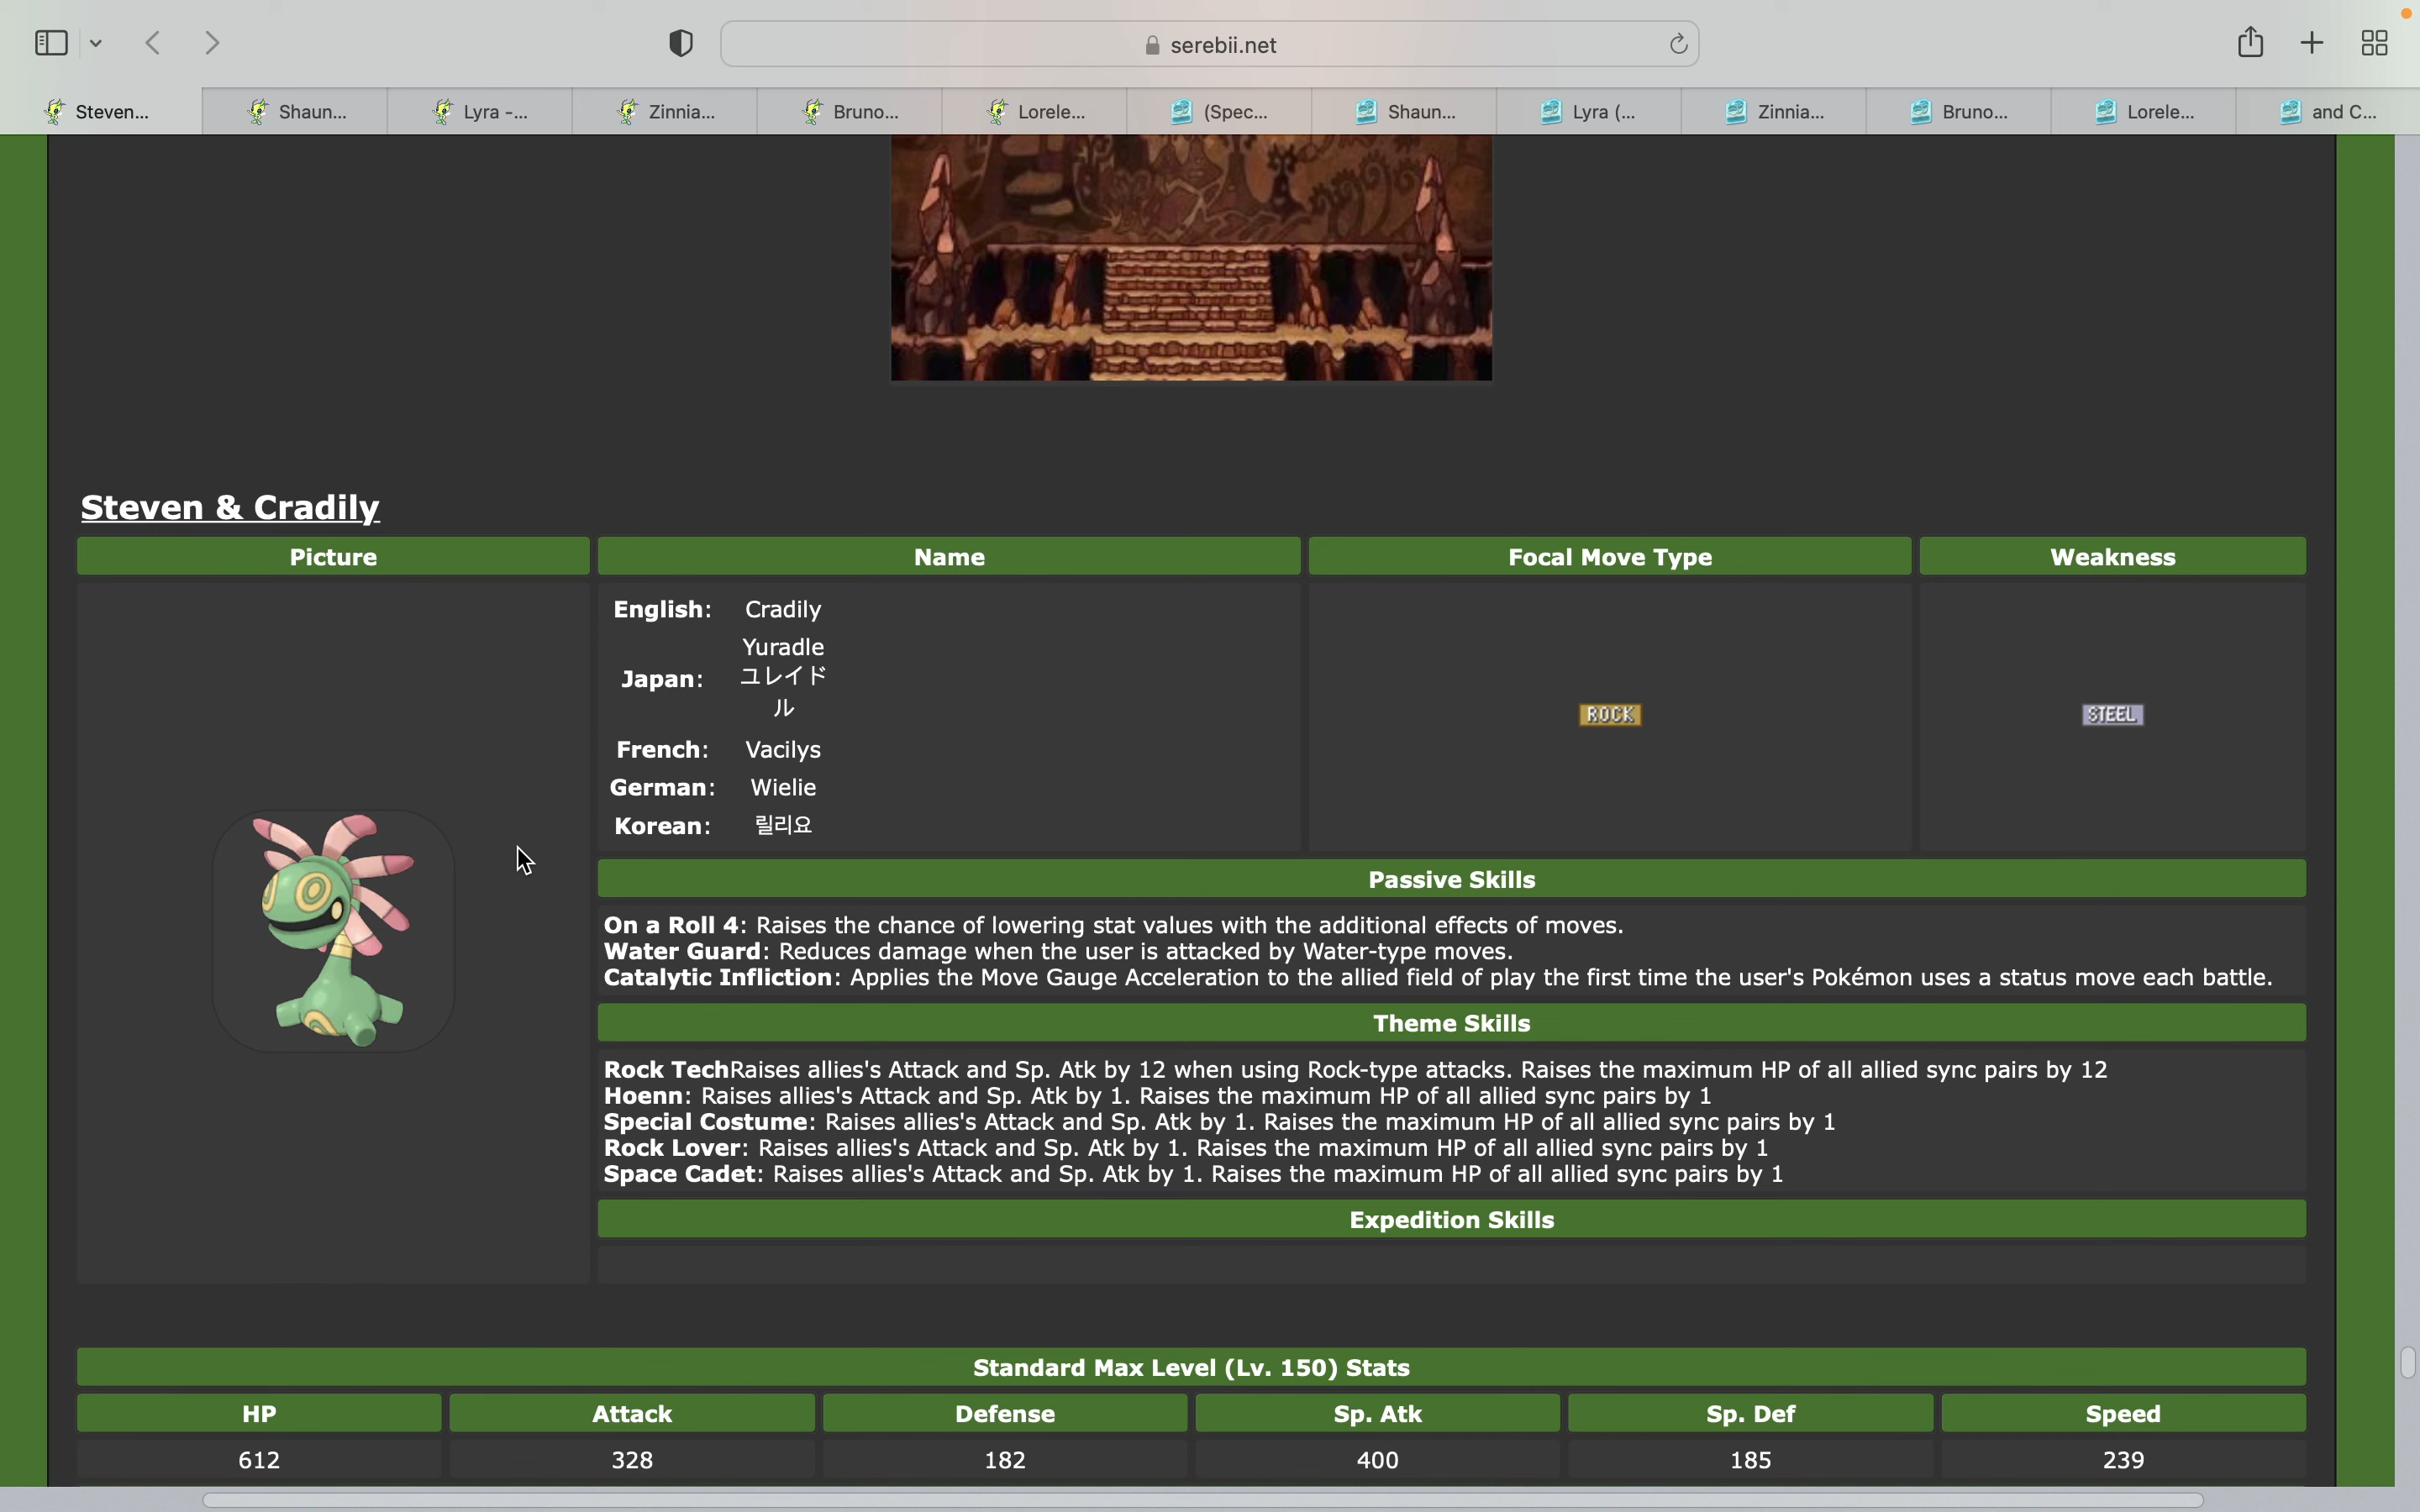 serebii.net
Steven...
Shaun...
Lyra -...
Zinnia...
Bruno...
Lorele...
(Spec...
Shaun...
Lyra (...
Zinnia...
Bruno...
Lorele...
and C...
Steven & Cradily
Picture
Name
Focal Move Type
Weakness
English: Cradily
Japan: Yuradle
ユレイド
ル
French: Vacilys
German: Wielie
Korean: 릴리요
ROCK
STEEL
Passive Skills
On a Roll 4: Raises the chance of lowering stat values with the additional effects of moves.
Water Guard: Reduces damage when the user is attacked by Water-type moves.
Catalytic Infliction: Applies the Move Gauge Acceleration to the allied field of play the first time the user's Pokémon uses a status move each battle.
Theme Skills
Rock TechRaises allies's Attack and Sp. Atk by 12 when using Rock-type attacks. Raises the maximum HP of all allied sync pairs by 12
Hoenn: Raises allies's Attack and Sp. Atk by 1. Raises the maximum HP of all allied sync pairs by 1
Special Costume: Raises allies's Attack and Sp. Atk by 1. Raises the maximum HP of all allied sync pairs by 1
Rock Lover: Raises allies's Attack and Sp. Atk by 1. Raises the maximum HP of all allied sync pairs by 1
Space Cadet: Raises allies's Attack and Sp. Atk by 1. Raises the maximum HP of all allied sync pairs by 1
Expedition Skills
Standard Max Level (Lv. 150) Stats
HP Attack Defense Sp. Atk Sp. Def Speed
612 328 182 400 185 239